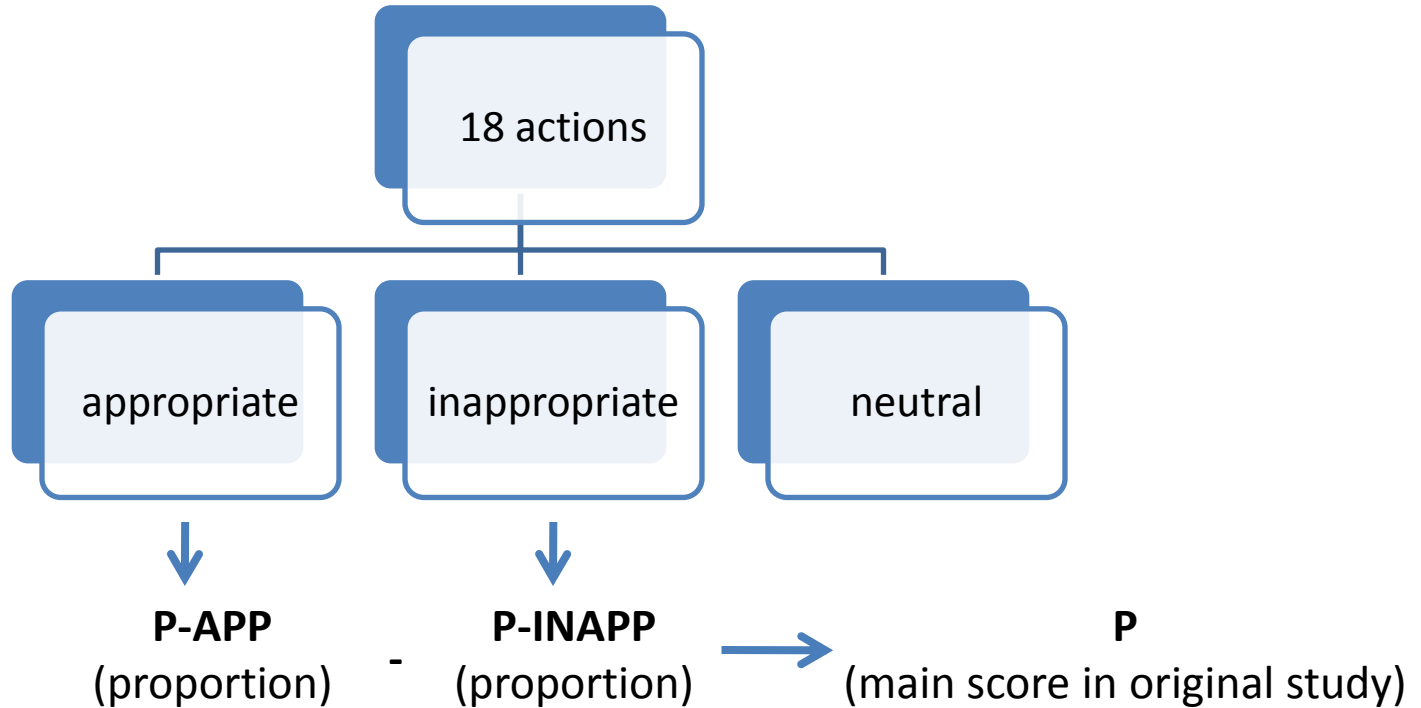 18 actions
appropriate
inappropriate
neutral
P-APP
(proportion)
-
P-INAPP
(proportion)
P
(main score in original study)